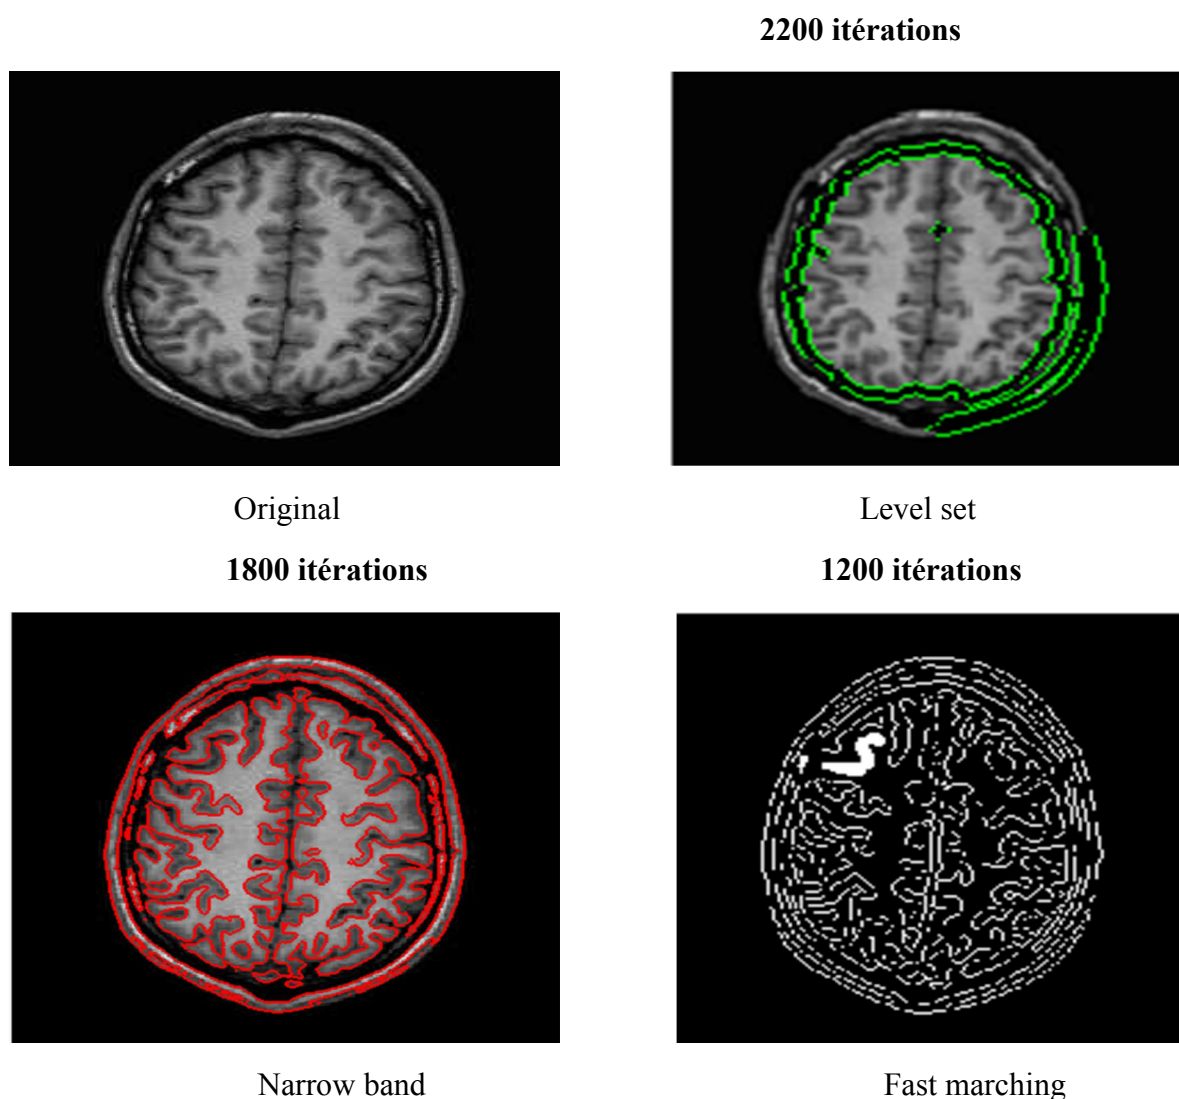 2200 itérations
Original
Level set
1800 itérations
1200 itérations
Narrow band
Fast marching